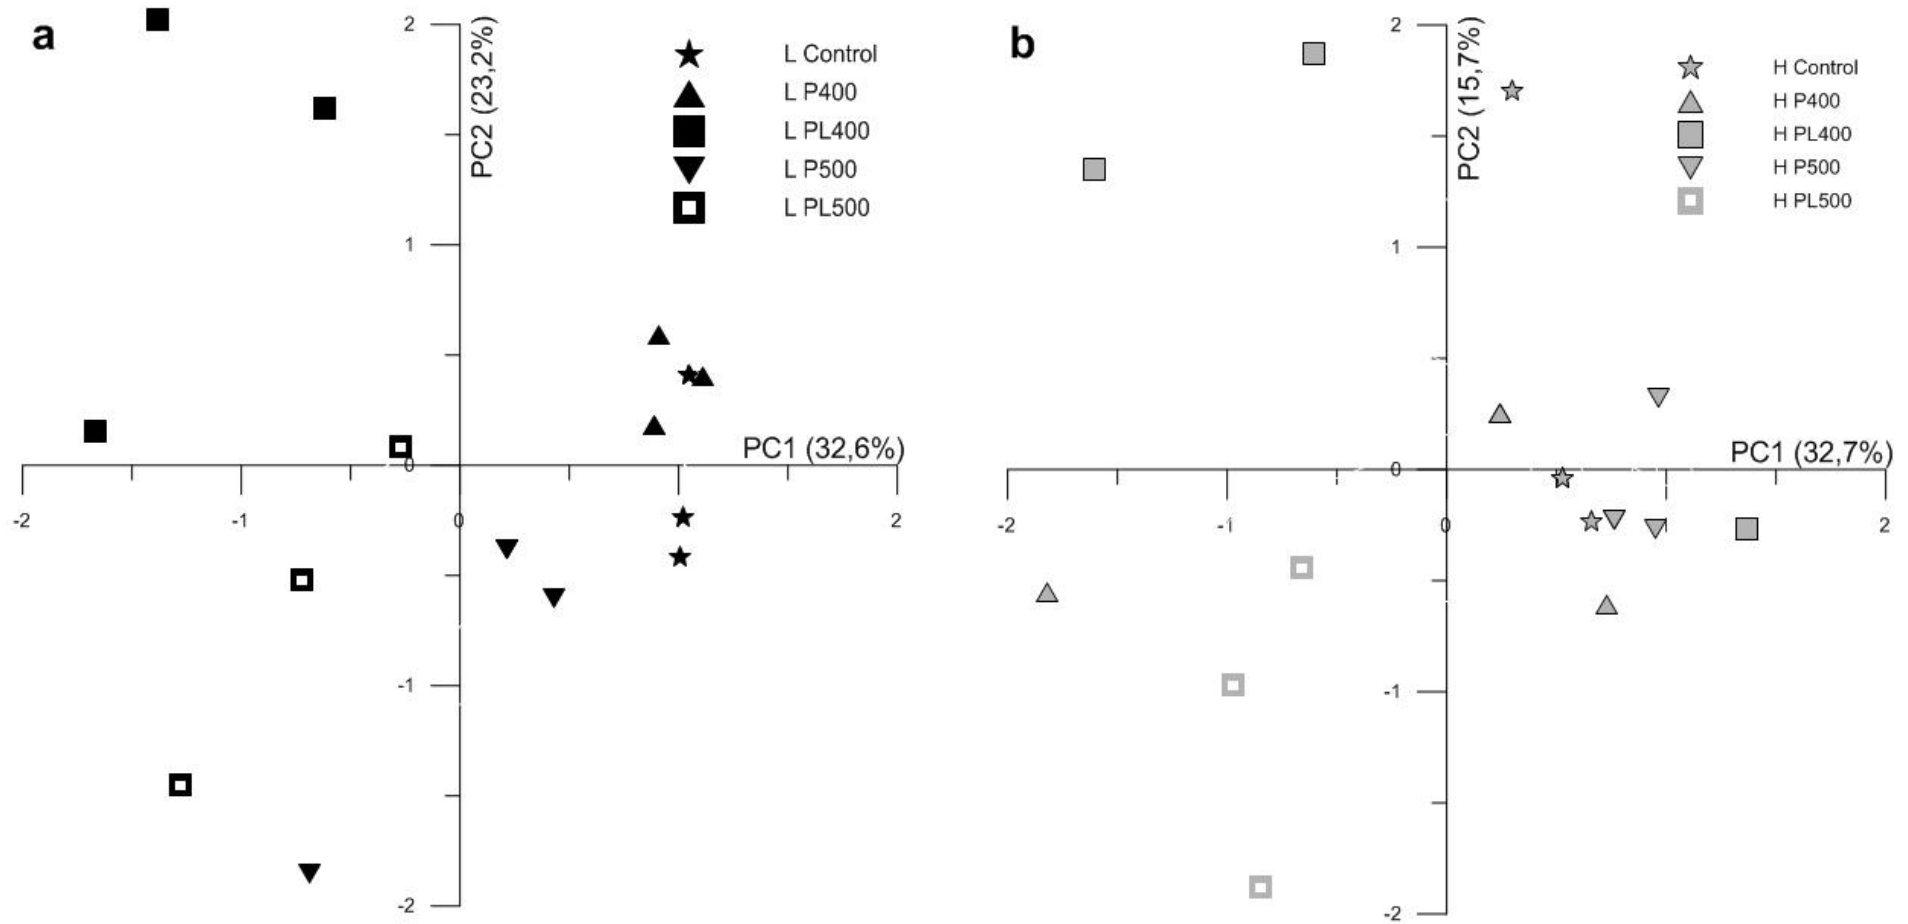 a
2
PC2 (23,2%)
L Control
L P400
L PL400
L P500
L PL500
1
0
PC1 (32,6%)
-2
-1
0
2
-1
-2
b
2
PC2 (15,7%)
H Control
H P400
H PL400
H P500
H PL500
1
0
PC1 (32,7%)
-2
-1
0
2
-1
-2